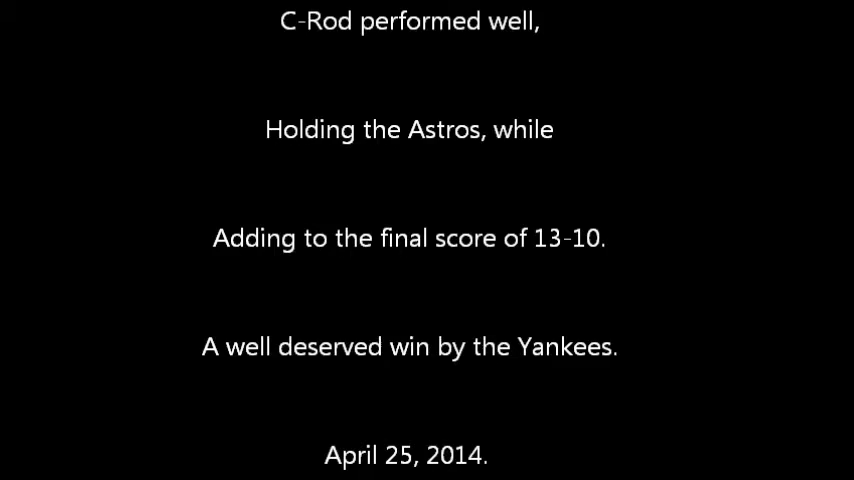 C-Rod performed well,
Holding the Astros, while
Adding to the final score of 13-10.
A well deserved win by the Yankees.
April 25, 2014.